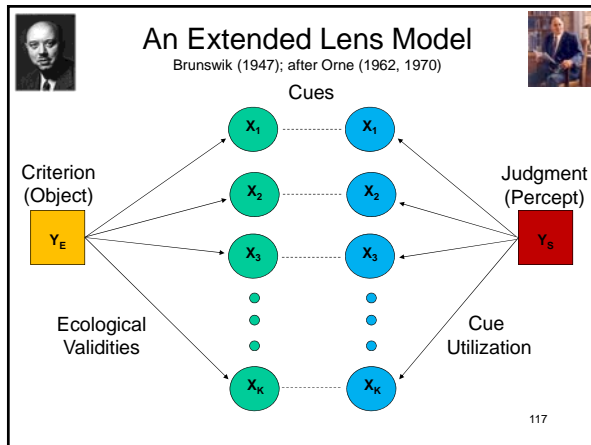 An Extended Lens Model
Brunswik (1947); after Orne (1962, 1970)
Cues
X1 X1
Criterion
(Object)
Judgment
(Percept)
X2 X2
YE
YS
X3 X3
Ecological
Validities
Cue
Utilization
XK XK
117